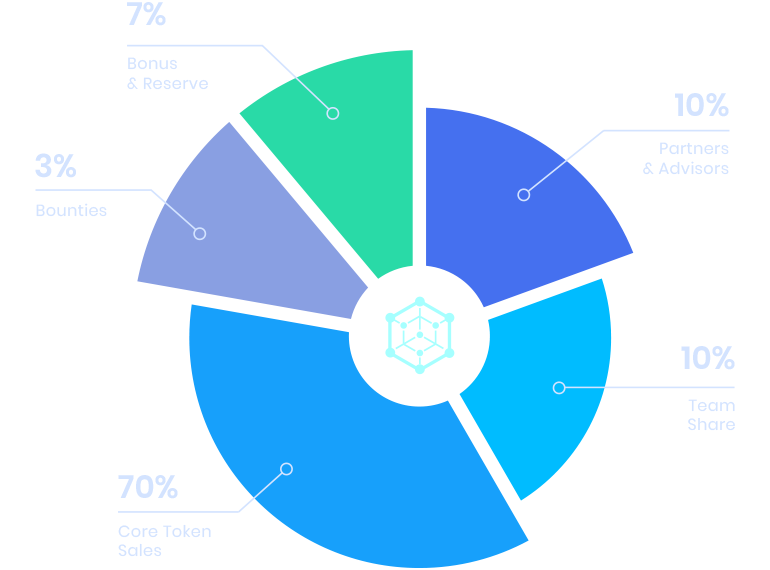 7%
Bonus
& Reserve
10%
Partners
& Advisors
3%
Bounties
10%
Team
Share
70%
Core Token
Sales